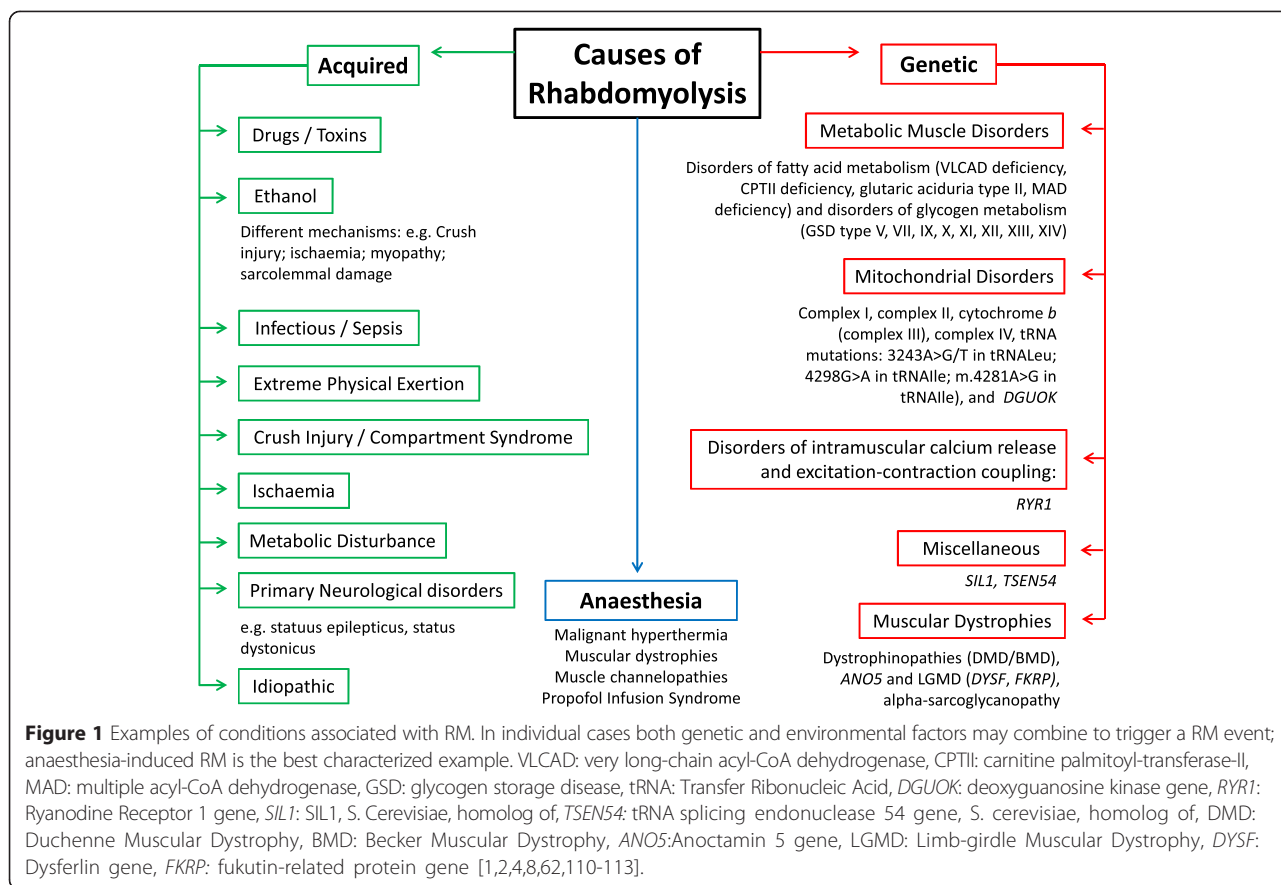 Causes of
Rhabdomyolysis
Acquired
Drugs / Toxins
Ethanol
Different mechanisms: e.g. Crush
injury; ischaemia; myopathy;
sarcolemmal damage
Infectious / Sepsis
Extreme Physical Exertion
Crush Injury / Compartment Syndrome
Ischaemia
Metabolic Disturbance
Primary Neurological disorders
e.g. statuus epilepticus, status
dystonicus
Idiopathic
Anaesthesia
Malignant hyperthermia
Muscular dystrophies
Muscle channelopathies
Propofol Infusion Syndrome
Genetic
Metabolic Muscle Disorders
Disorders of fatty acid metabolism (VLCAD deficiency,
CPTII deficiency, glutaric aciduria type II, MAD
deficiency) and disorders of glycogen metabolism
(GSD type V, VII, IX, X, XI, XII, XIII, XIV)
Mitochondrial Disorders
Complex I, complex II, cytochrome b
(complex III), complex IV, tRNA
mutations: 3243A>G/T in tRNALeu;
4298G>A in tRNAIle; m.4281A>G in
tRNAIle), and DGUOK
Disorders of intramuscular calcium release
and excitation-contraction coupling:
RYR1
Miscellaneous
SIL1, TSEN54
Muscular Dystrophies
Dystrophinopathies (DMD/BMD),
ANO5 and LGMD (DYSF, FKRP),
alpha-sarcoglycanopathy
Figure 1 Examples of conditions associated with RM. In individual cases both genetic and environmental factors may combine to trigger a RM event;
anaesthesia-induced RM is the best characterized example. VLCAD: very long-chain acyl-CoA dehydrogenase, CPTII: carnitine palmitoyl-transferase-II,
MAD: multiple acyl-CoA dehydrogenase, GSD: glycogen storage disease, tRNA: Transfer Ribonucleic Acid, DGUOK: deoxyguanosine kinase gene, RYR1:
Ryanodine Receptor 1 gene, SIL1: SIL1, S. Cerevisiae, homolog of, TSEN54: tRNA splicing endonuclease 54 gene, S. cerevisiae, homolog of, DMD:
Duchenne Muscular Dystrophy, BMD: Becker Muscular Dystrophy, ANO5:Anoctamin 5 gene, LGMD: Limb-girdle Muscular Dystrophy, DYSF:
Dysferlin gene, FKRP: fukutin-related protein gene [1,2,4,8,62,110-113].